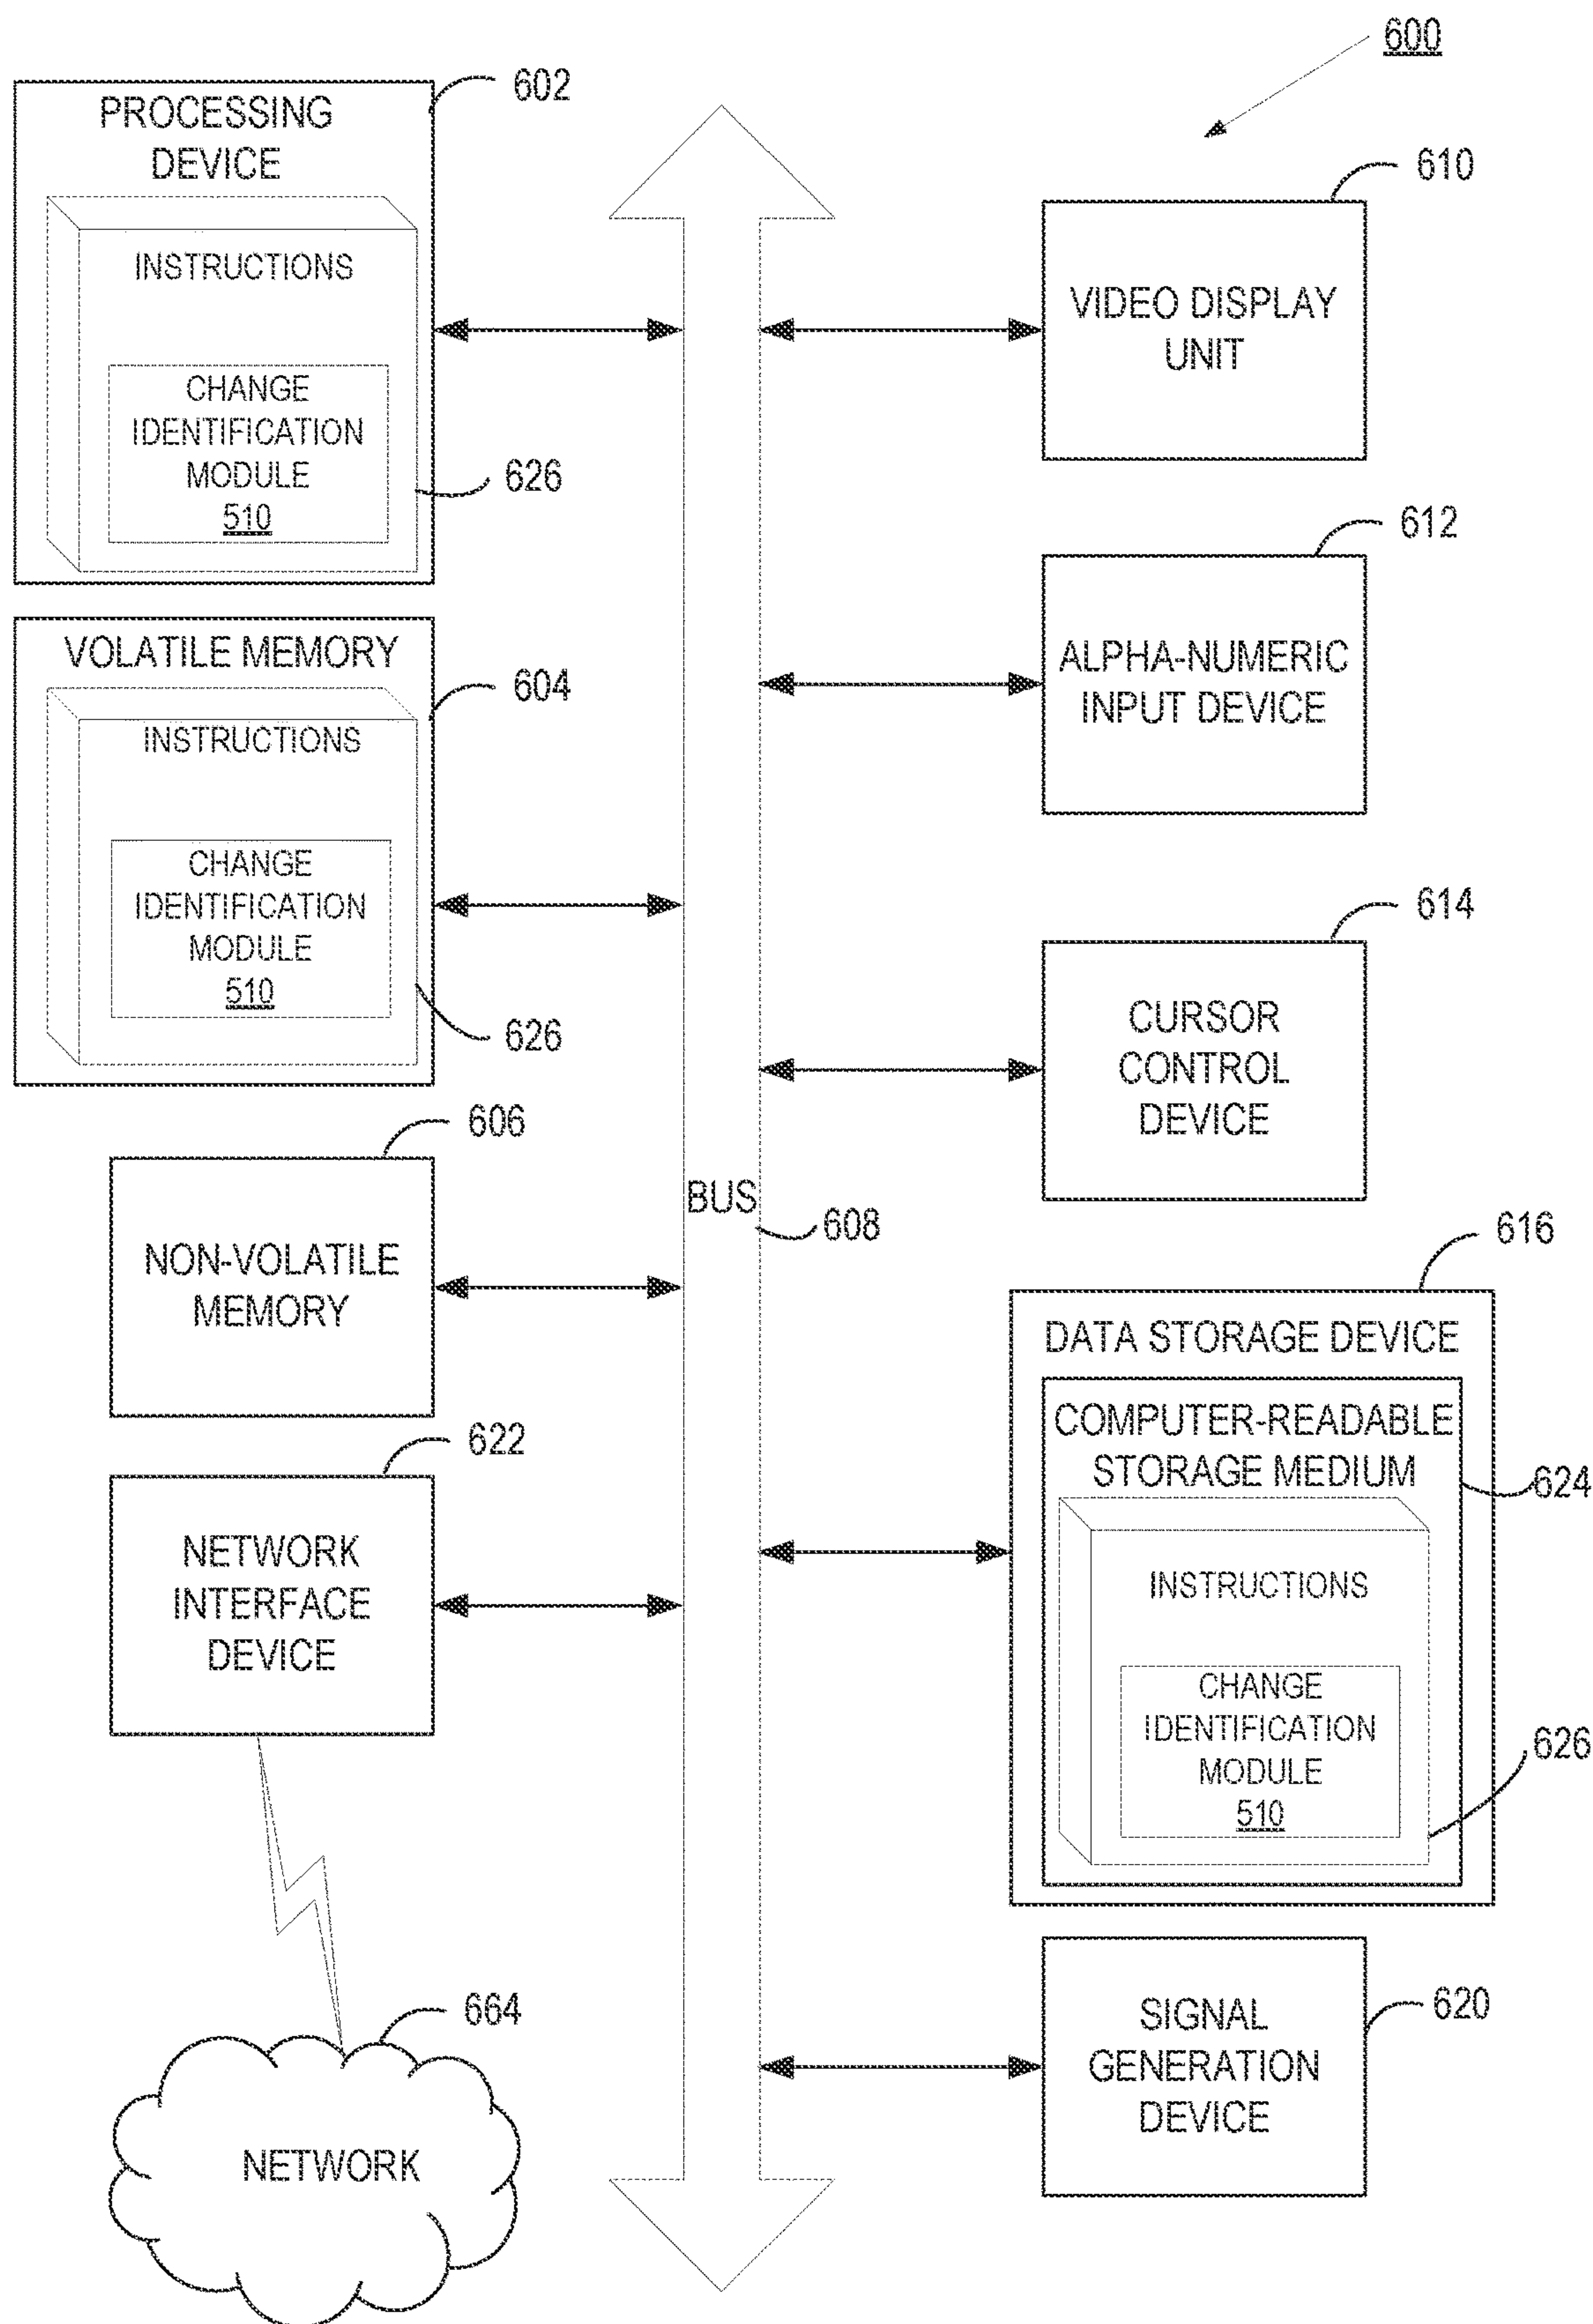 600
602
PROCESSING
DEVICE
INSTRUCTIONS
CHANGE
IDENTIFICATION
MODULE
510
626
VOLATILE MEMORY
604
INSTRUCTIONS
CHANGE
IDENTIFICATION
MODULE
510
626
606
NON-VOLATILE
MEMORY
622
NETWORK
INTERFACE
DEVICE
664
NETWORK
BUS
608
610
VIDEO DISPLAY
UNIT
612
ALPHA-NUMERIC
INPUT DEVICE
614
CURSOR
CONTROL
DEVICE
616
DATA STORAGE DEVICE
COMPUTER-READABLE
STORAGE MEDIUM
624
INSTRUCTIONS
CHANGE
IDENTIFICATION
MODULE
510
626
620
SIGNAL
GENERATION
DEVICE